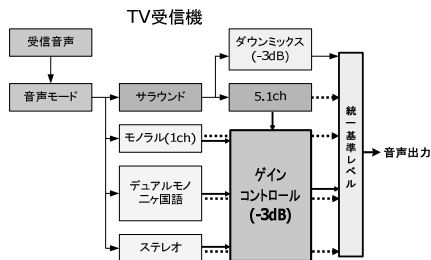 TV受信機
受信音声
ダウンミックス
(-3dB)
音声モード
サラウンド
5.1ch
モノラル(1ch)
デュアルモノ
二ヶ国語
ステレオ
ゲイン
コントロール
(-3dB)
統一基準レベル
音声出力